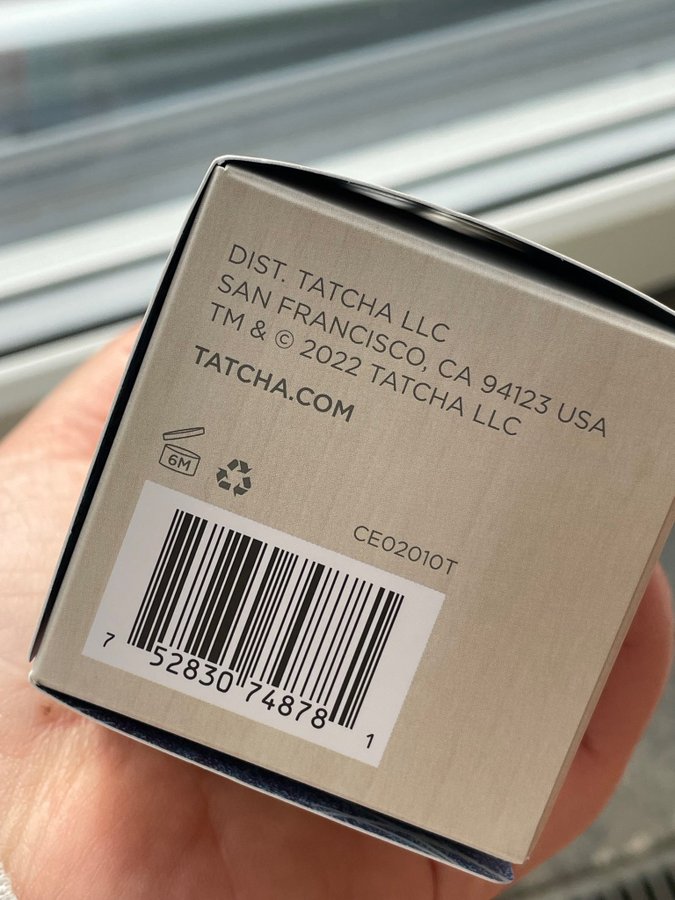 DIST. TATCHA LLC
SAN FRANCISCO, CA 94123 USA
TM & © 2022 TATCHA LLC
TATCHA.COM
6M
CE02010T
7 52830 74878 1